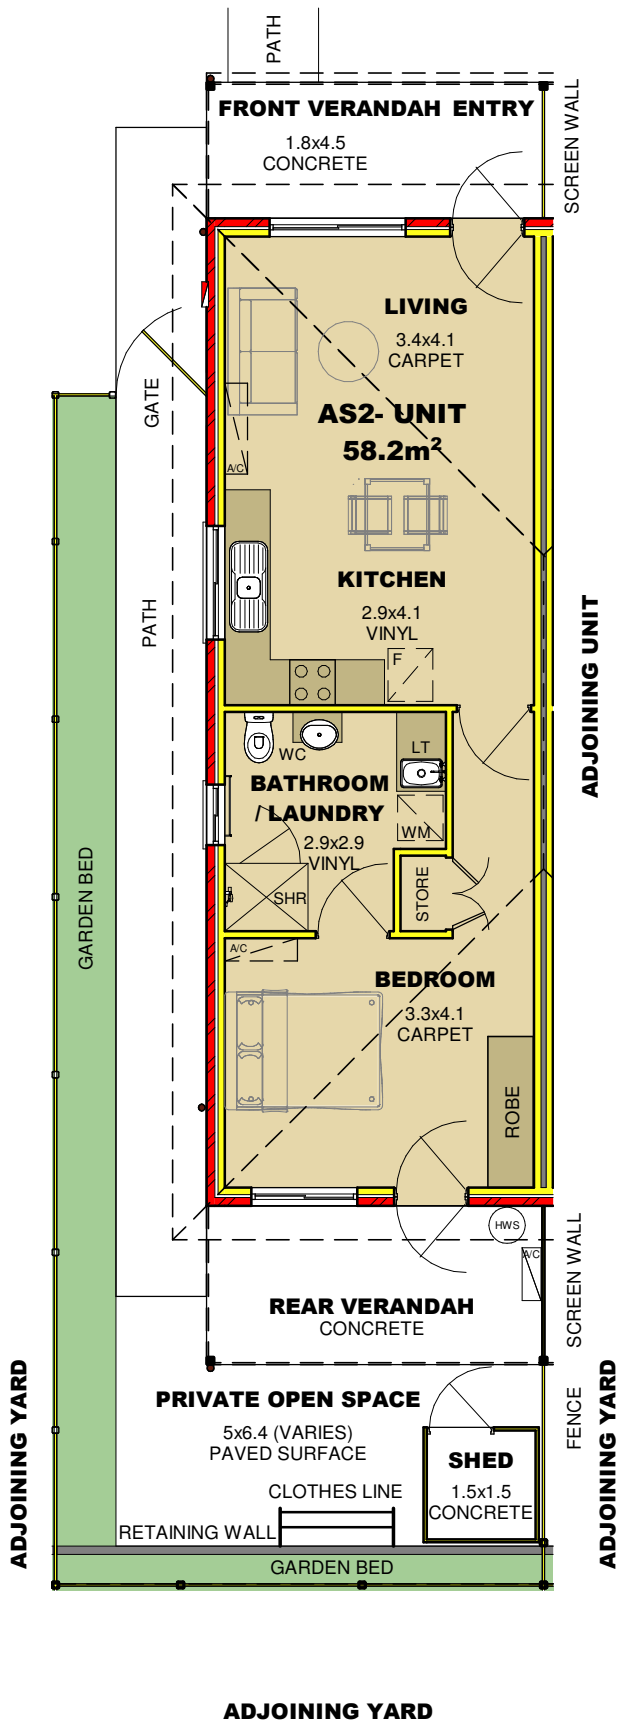 PATH
FRONT VERANDAH ENTRY
1.8x4.5
CONCRETE
SCREEN WALL
LIVING
3.4x4.1
CARPET
GATE
AS2- UNIT
58.2m²
A/C
KITCHEN
2.9x4.1
VINYL
F
PATH
ADJOINING UNIT
WC
LT
BATHROOM
/ LAUNDRY
2.9x2.9
VINYL
WM
STORE
SHR
GARDEN BED
A/C
BEDROOM
3.3x4.1
CARPET
ROBE
HWS
A/C
SCREEN WALL
REAR VERANDAH
CONCRETE
PRIVATE OPEN SPACE
5x6.4 (VARIES)
PAVED SURFACE
FENCE
ADJOINING YARD
ADJOINING YARD
SHED
1.5x1.5
CONCRETE
CLOTHES LINE
RETAINING WALL
GARDEN BED
ADJOINING YARD